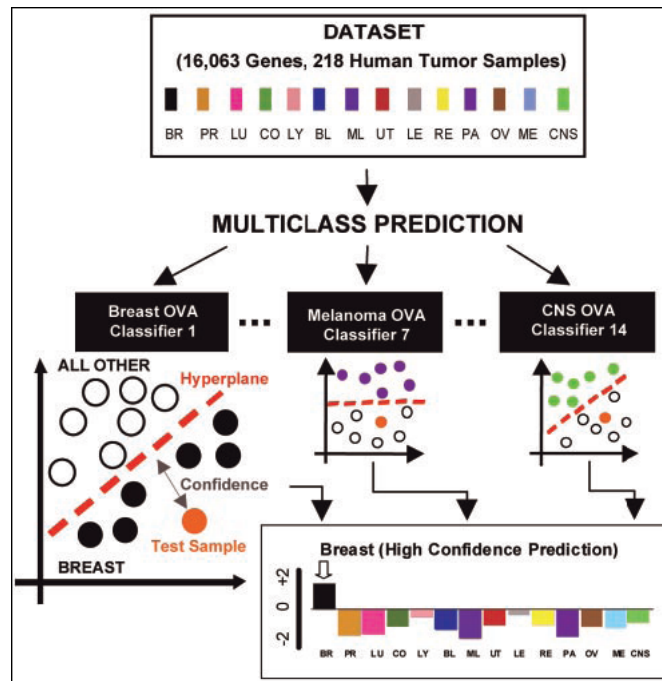 DATASET
(16,063 Genes, 218 Human Tumor Samples)
BR PR LU CO LY BL ML UT LE RE PA OV ME CNS
MULTICLASS PREDICTION
Breast OVA
Classifier 1
...
Melanoma OVA
Classifier 7
...
CNS OVA
Classifier 14
ALL OTHER
Hyperplane
Confidence
Test Sample
BREAST
Breast (High Confidence Prediction)
+2
0
-2
BR PR LU CO LY BL ML UT LE RE PA OV ME CNS